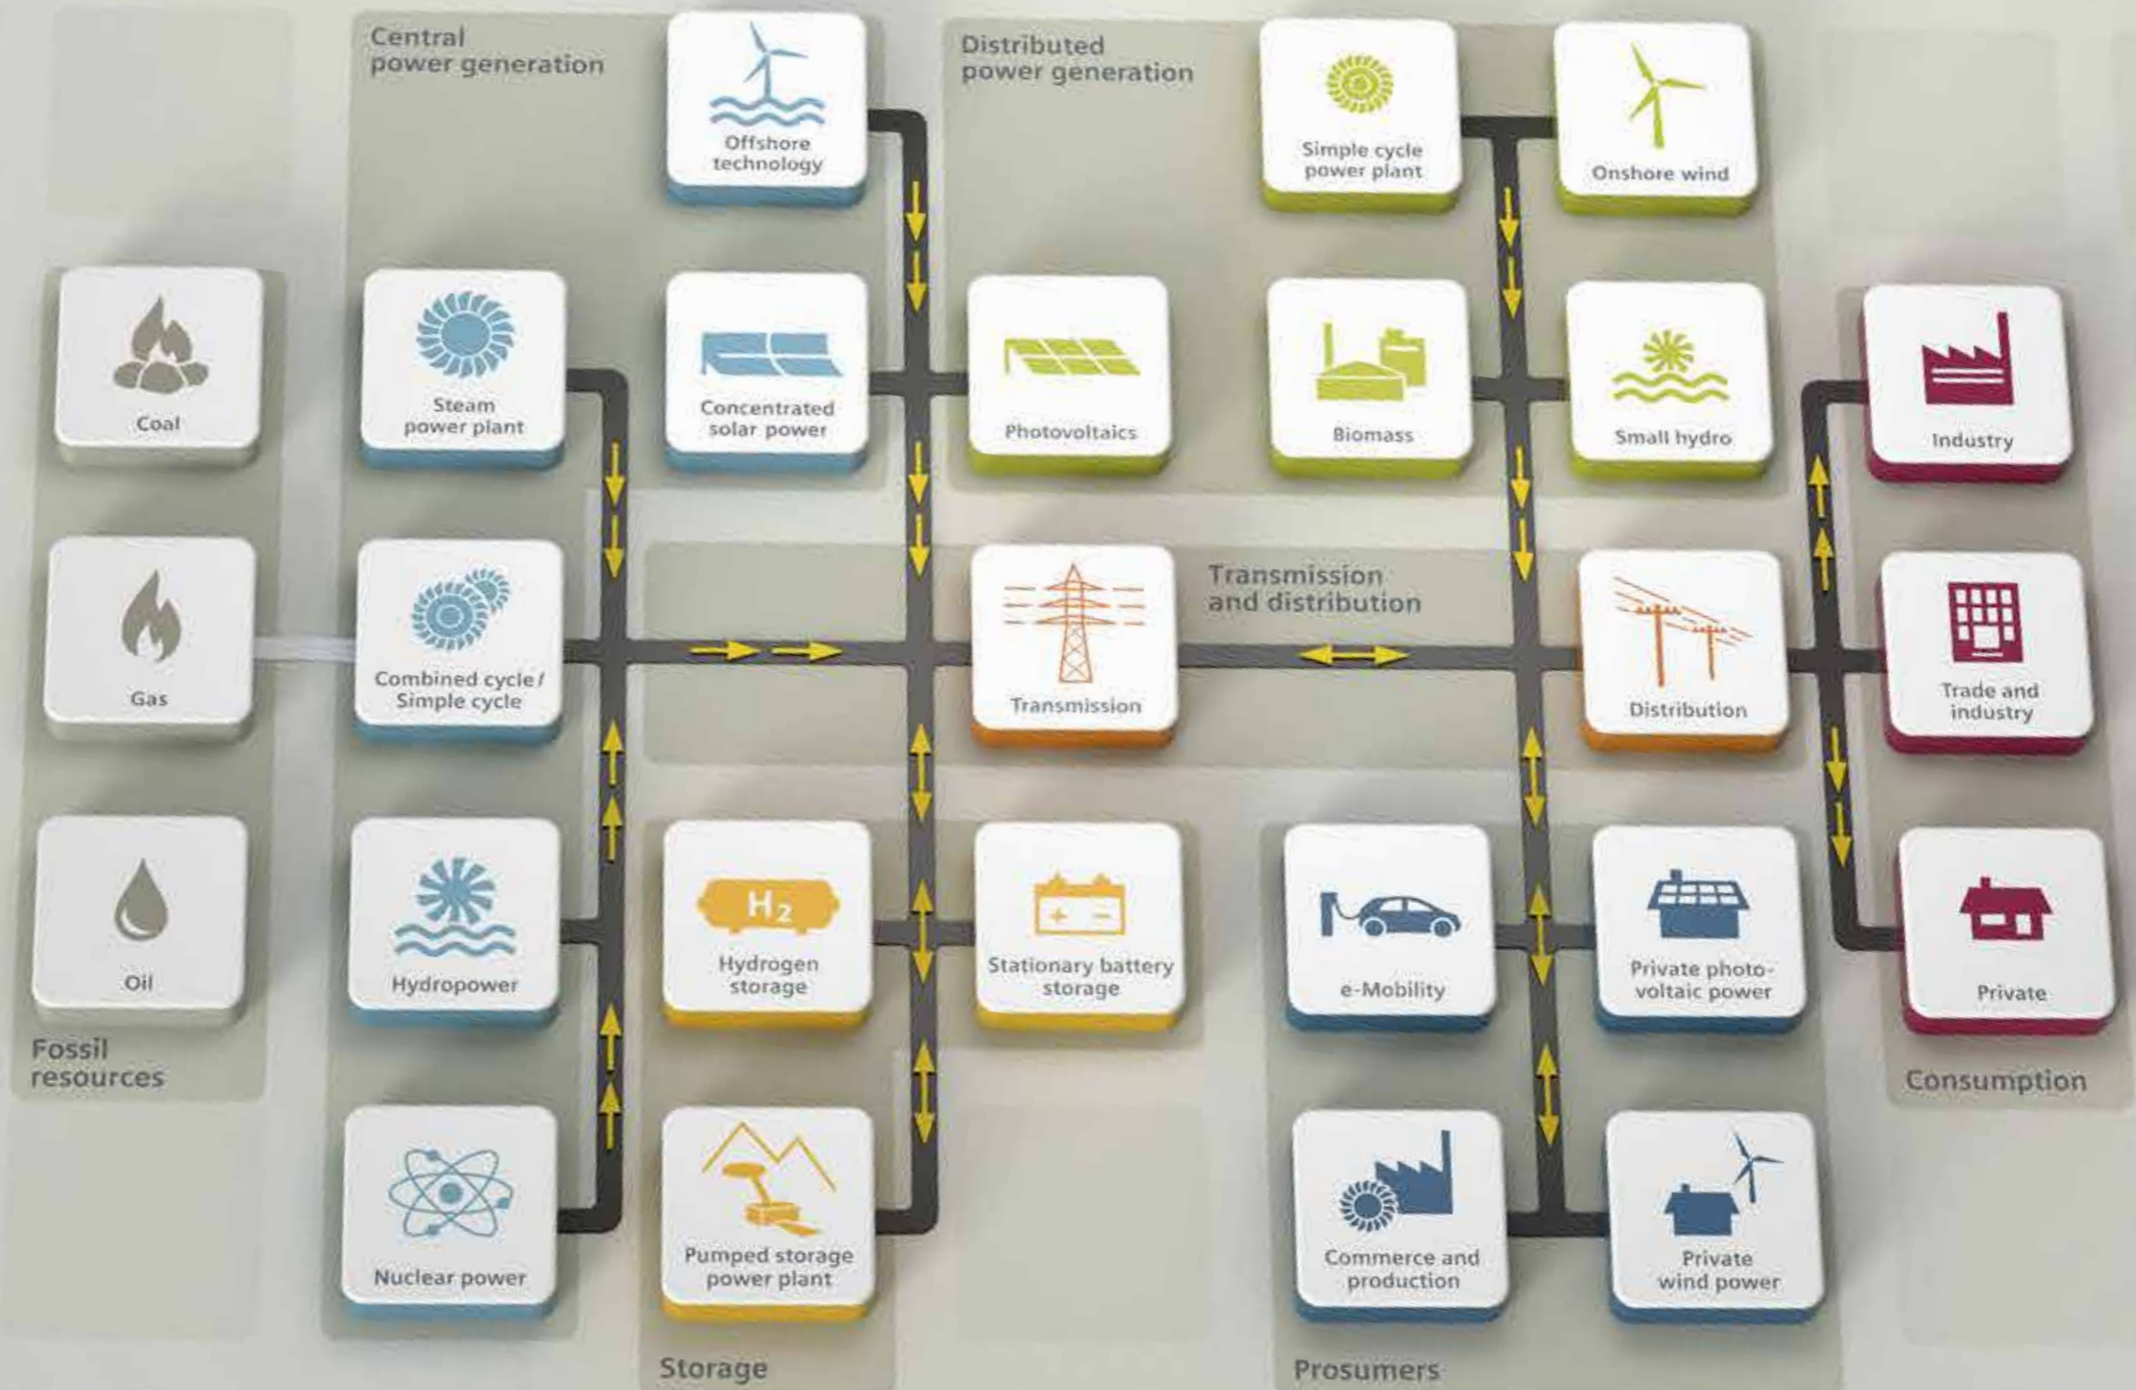 Central
power generation
Offshore
technology
Distributed
power generation
Simple cycle
power plant
Onshore wind
Coal
Steam
power plant
Concentrated
solar power
Photovoltaics
Biomass
Small hydro
Industry
Gas
Combined cycle/
Simple cycle
Transmission
Transmission
and distribution
Distribution
Trade and
industry
Oil
Hydropower
H2
Hydrogen
storage
+ −
Stationary battery
storage
e-Mobility
Private photo-
voltaic power
Private
Fossil
resources
Consumption
Nuclear power
Pumped storage
power plant
Commerce and
production
Private
wind power
Storage
Prosumers